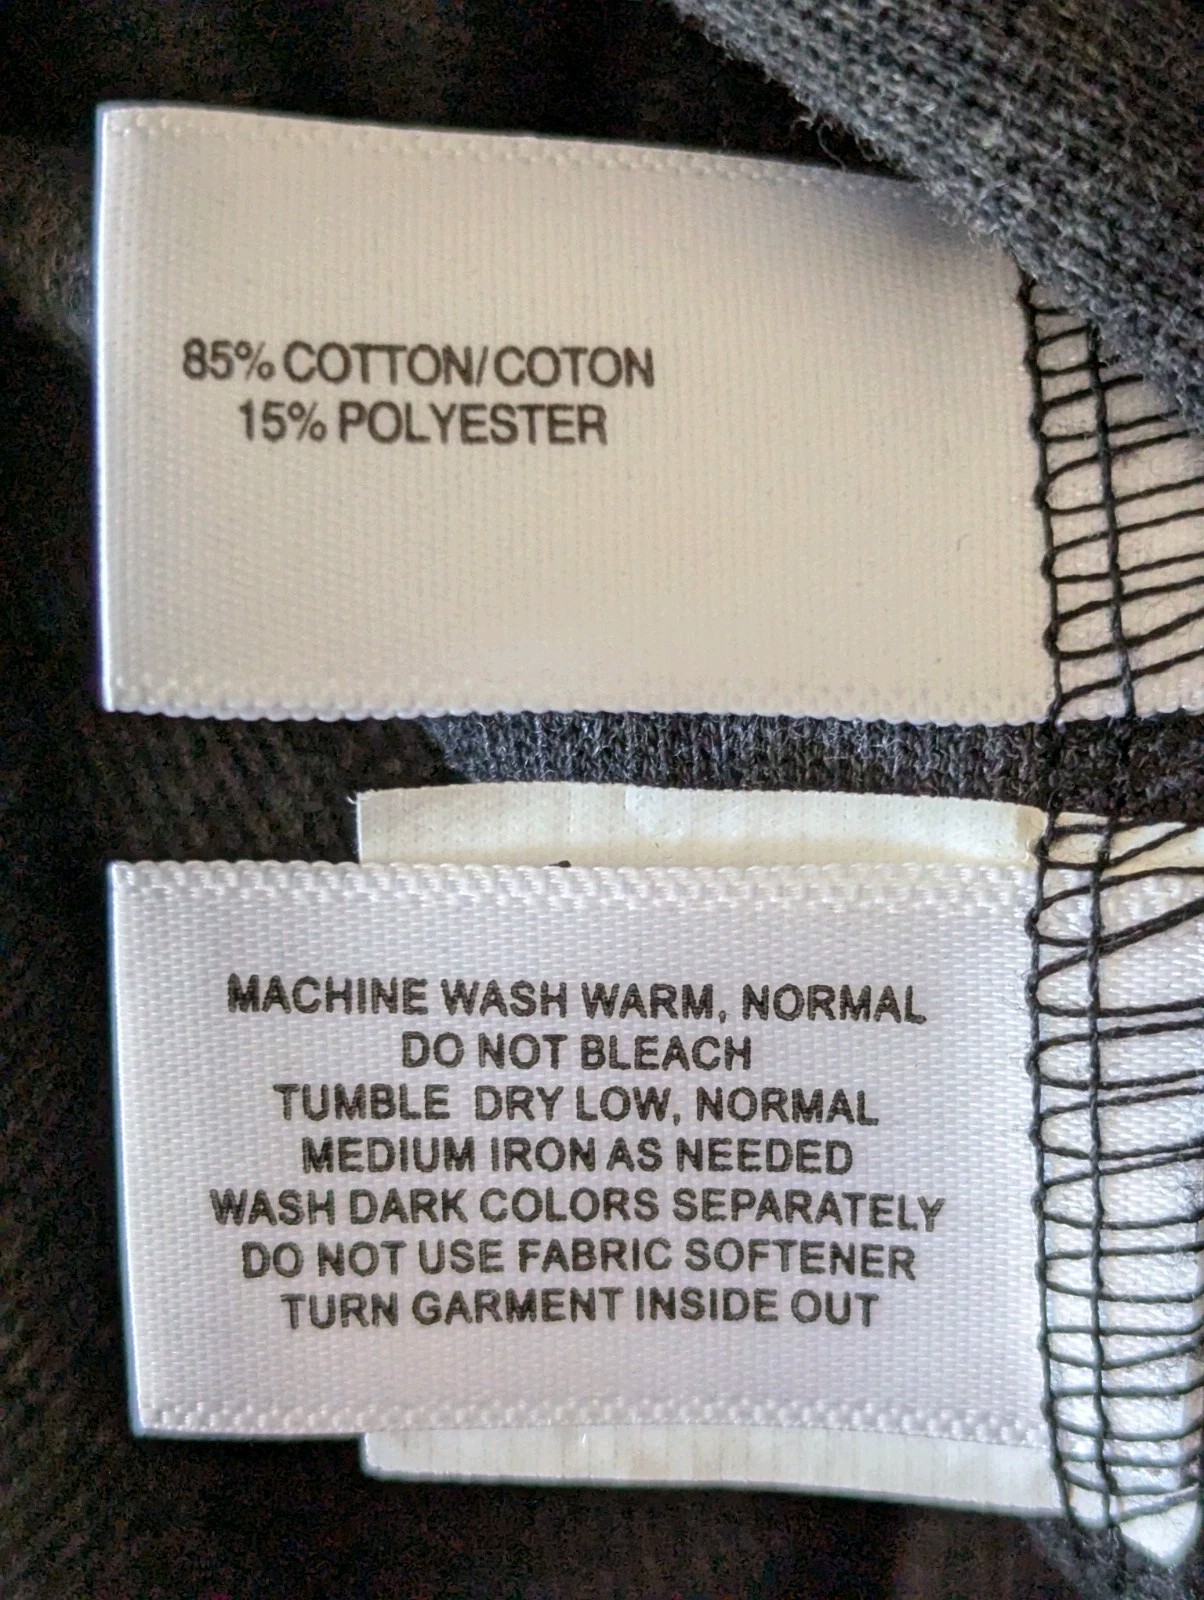 85% COTTON/COTON
15% POLYESTER
MACHINE WASH WARM, NORMAL
DO NOT BLEACH
TUMBLE DRY LOW, NORMAL
MEDIUM IRON AS NEEDED
WASH DARK COLORS SEPARATELY
DO NOT USE FABRIC SOFTENER
TURN GARMENT INSIDE OUT